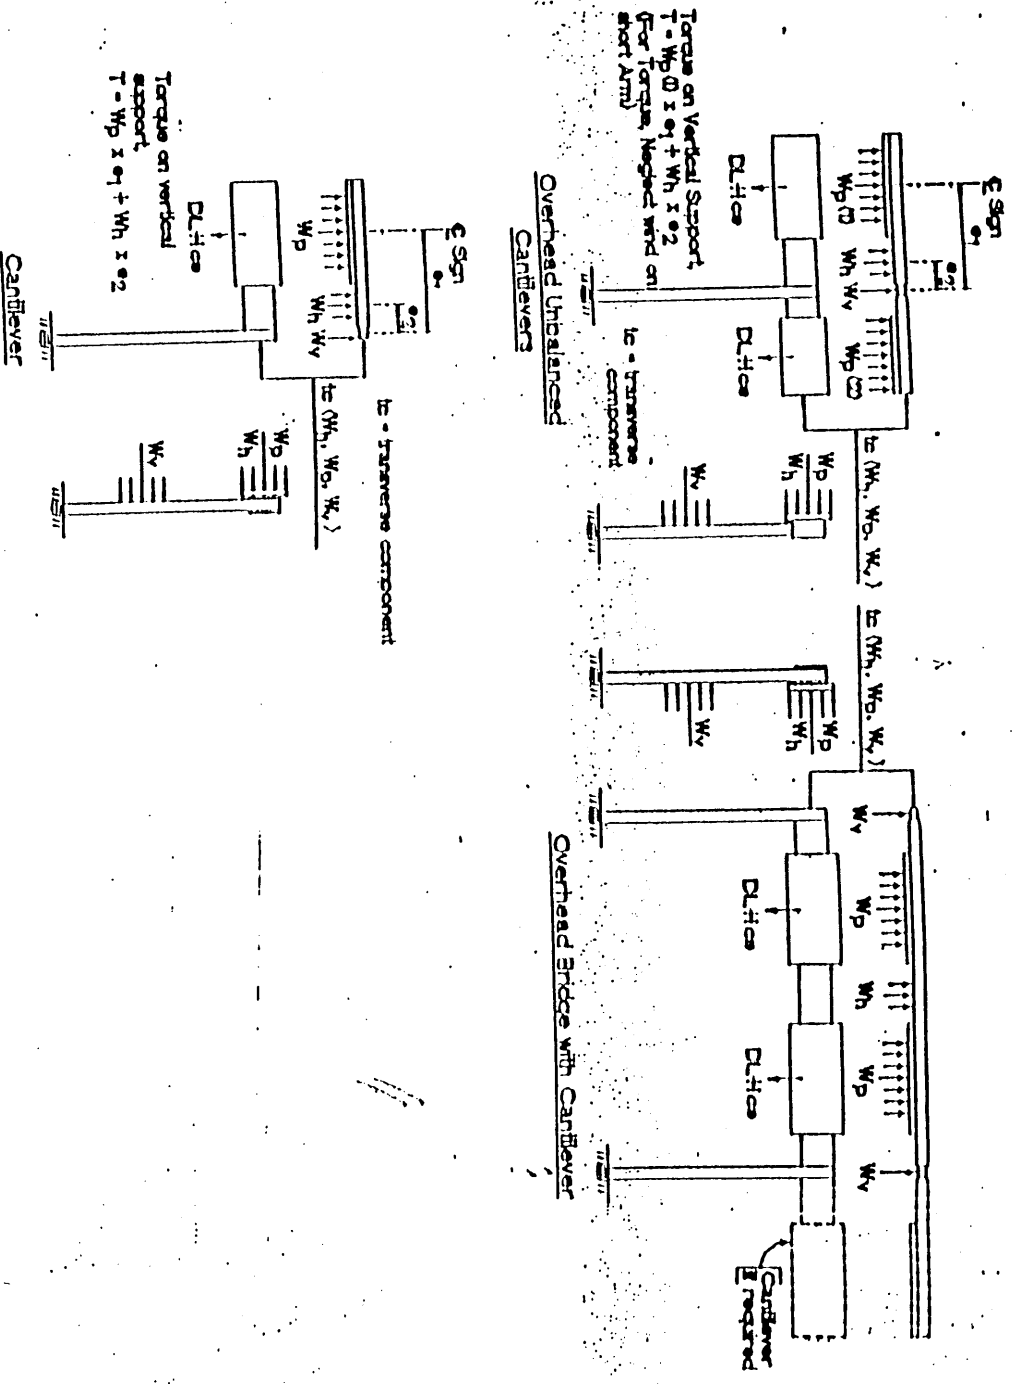 Torque on Vertical Support,
T = Wp(1) x e1 + Wh x e2
(For Torque, Neglect wind on
short Arm)
℄ Sign
e1
e2
Wp(1)
Wh
Wv
Wp(2)
DL+Ice
DL+Ice
Overhead Unbalanced
Cantilevers
tc = transverse
component
tc (Wh, Wp, Wv)
Wp
Wh
Wv
tc (Wh, Wp, Wv)
Wp
Wh
Wv
Wv
Wp
Wh
Wp
Wv
DL+Ice
DL+Ice
Cantilever
if required
Overhead Bridge with Cantilever
Torque on vertical
support,
T = Wp x e1 + Wh x e2
℄ Sign
e1
e2
Wp
Wh
Wv
DL+Ice
Cantilever
tc = transverse component
tc (Wh, Wp, Wv)
Wp
Wh
Wv